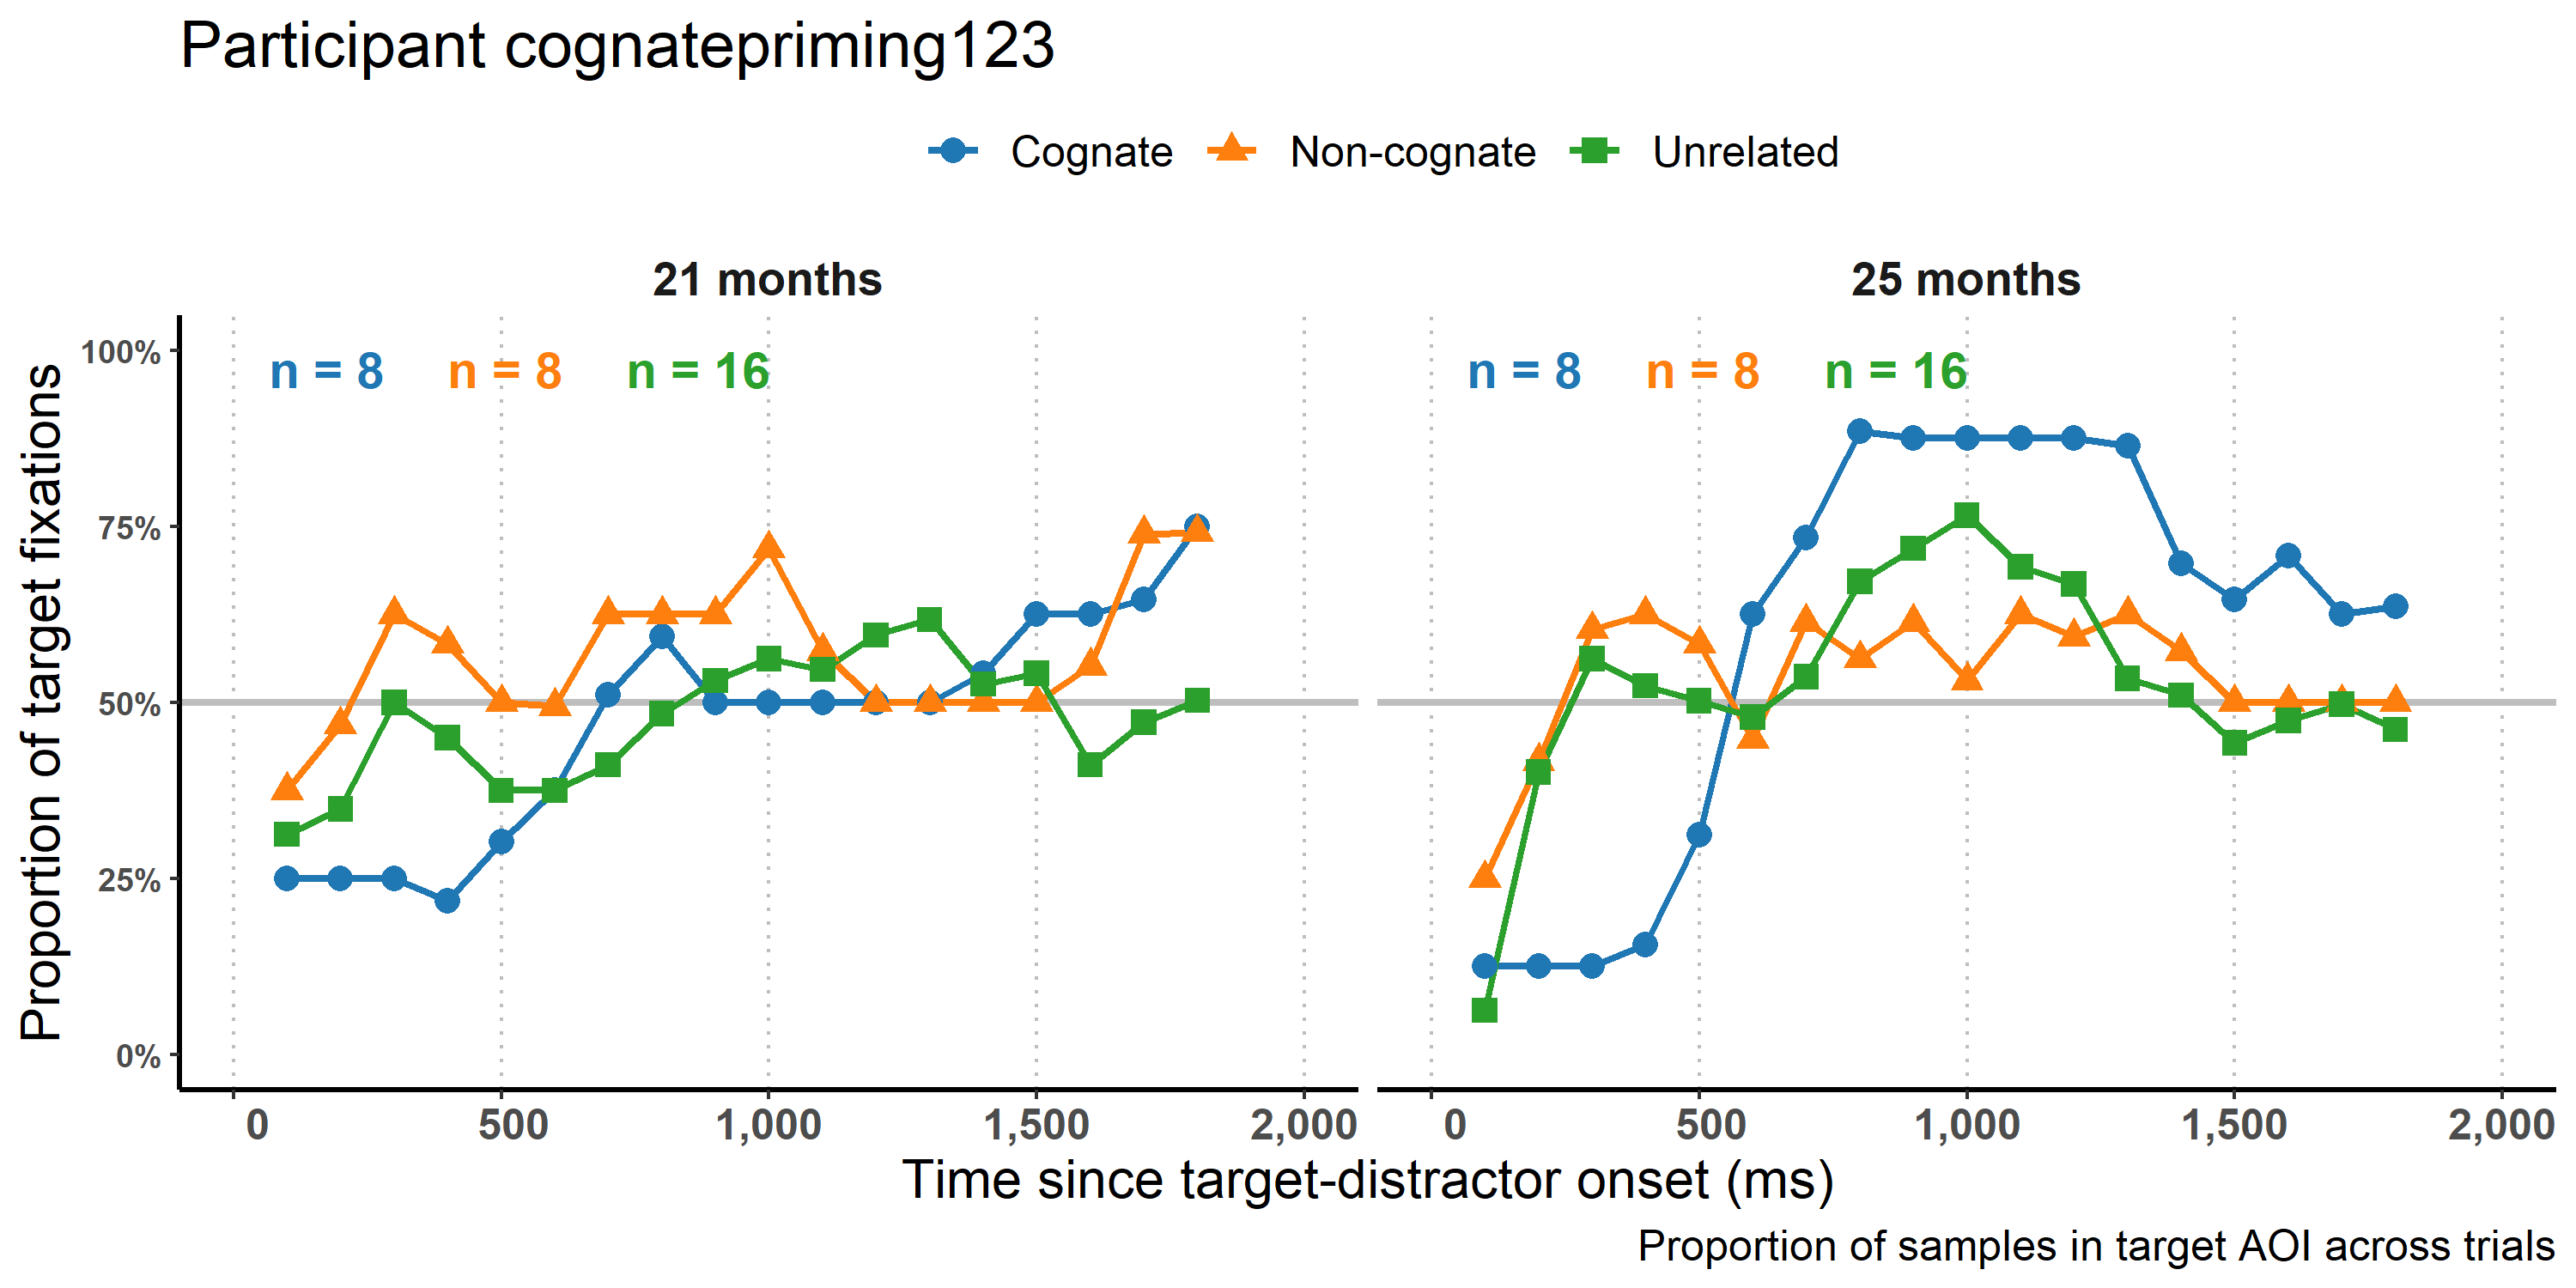 Participant cognatepriming123
Cognate Non-cognate Unrelated
21 months 25 months
n = 8 n = 8 n = 16 n = 8 n = 8 n = 16
Proportion of target fixations
100%
75%
50%
25%
0%
0 500 1,000 1,500 2,000 0 500 1,000 1,500 2,000
Time since target-distractor onset (ms)
Proportion of samples in target AOI across trials